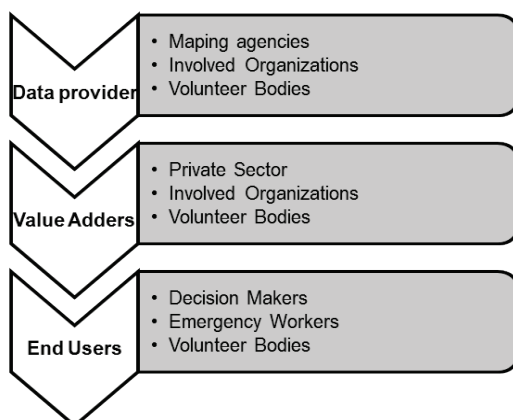 Data provider
• Maping agencies
• Involved Organizations
• Volunteer Bodies
Value Adders
• Private Sector
• Involved Organizations
• Volunteer Bodies
End Users
• Decision Makers
• Emergency Workers
• Volunteer Bodies